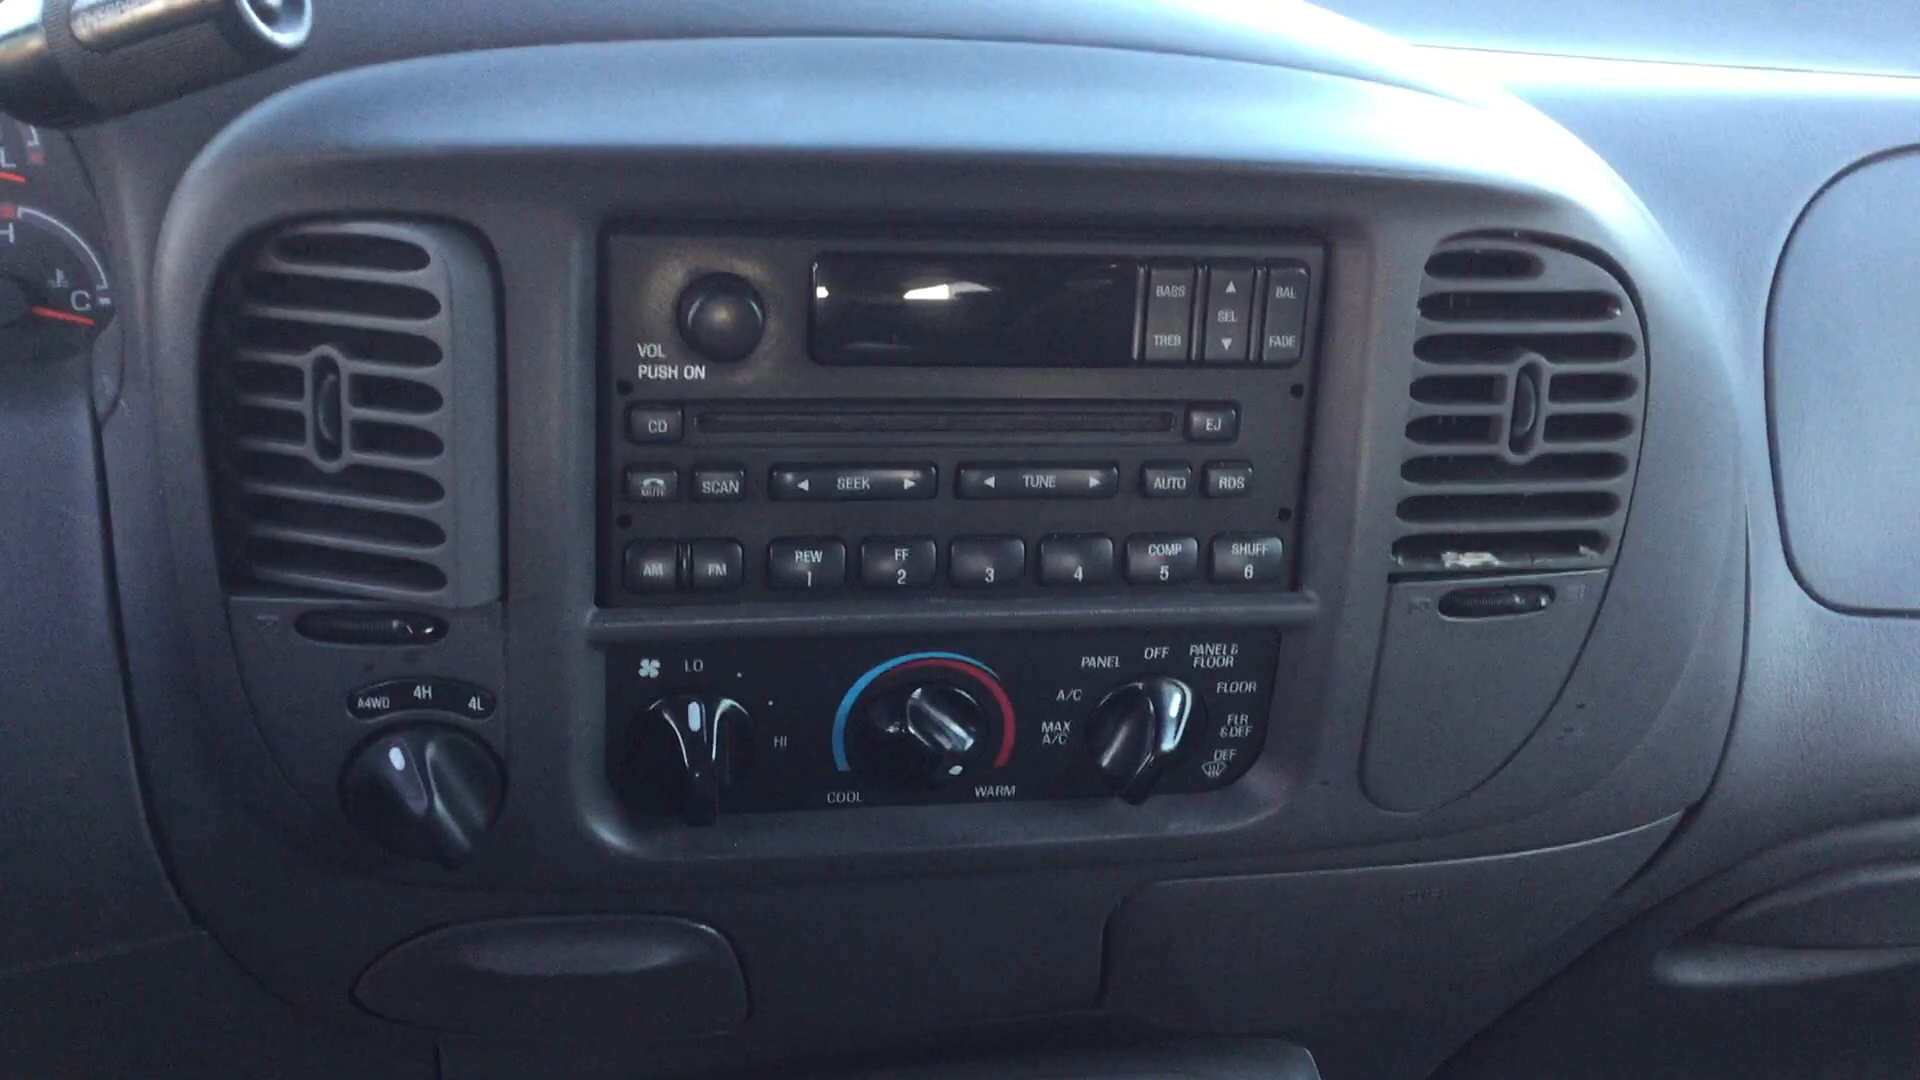 L
H
C
BASS
TREB
▲
SEL
▼
BAL
FADE
VOL
PUSH ON
CD
EJ
MUTE
SCAN
◄ SEEK ►
◄ TUNE ►
AUTO
RDS
AM
FM
REW
1
FF
2
3
4
COMP
5
SHUFF
6
A4WD
4H
4L
LO
HI
COOL
WARM
MAX
A/C
A/C
PANEL
OFF
PANEL &
FLOOR
FLOOR
FLR
& DEF
DEF